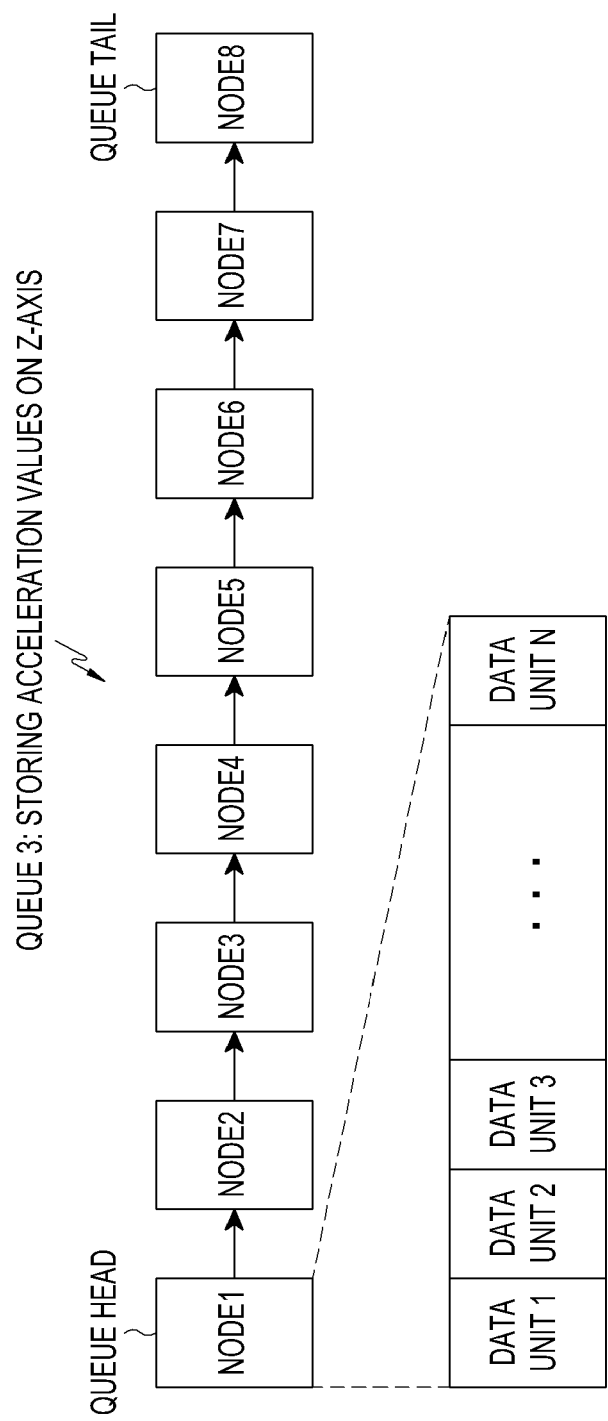 QUEUE 3: STORING ACCELERATION VALUES ON Z-AXIS
QUEUE HEAD
QUEUE TAIL
NODE1
NODE2
NODE3
NODE4
NODE5
NODE6
NODE7
NODE8
DATA
UNIT 1
DATA
UNIT 2
DATA
UNIT 3
. . .
DATA
UNIT N